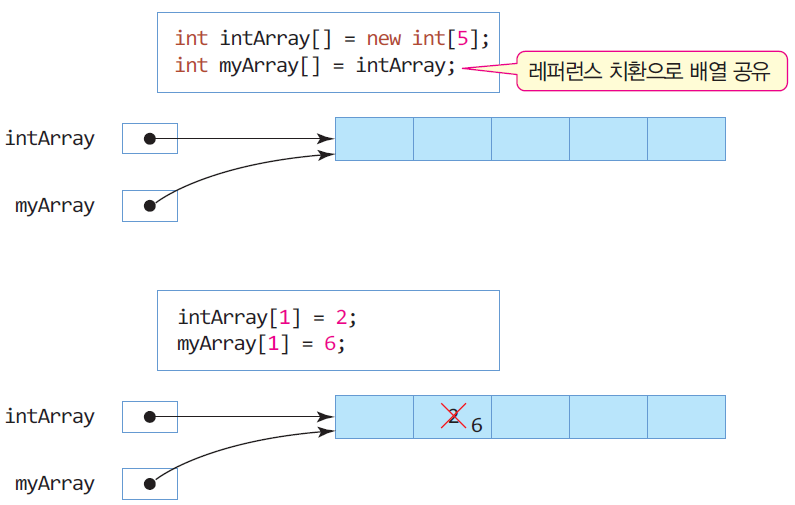 int intArray[] = new int[5];
int myArray[] = intArray;
레퍼런스 치환으로 배열 공유
intArray
myArray
intArray[1] = 2;
myArray[1] = 6;
intArray
2 6
myArray